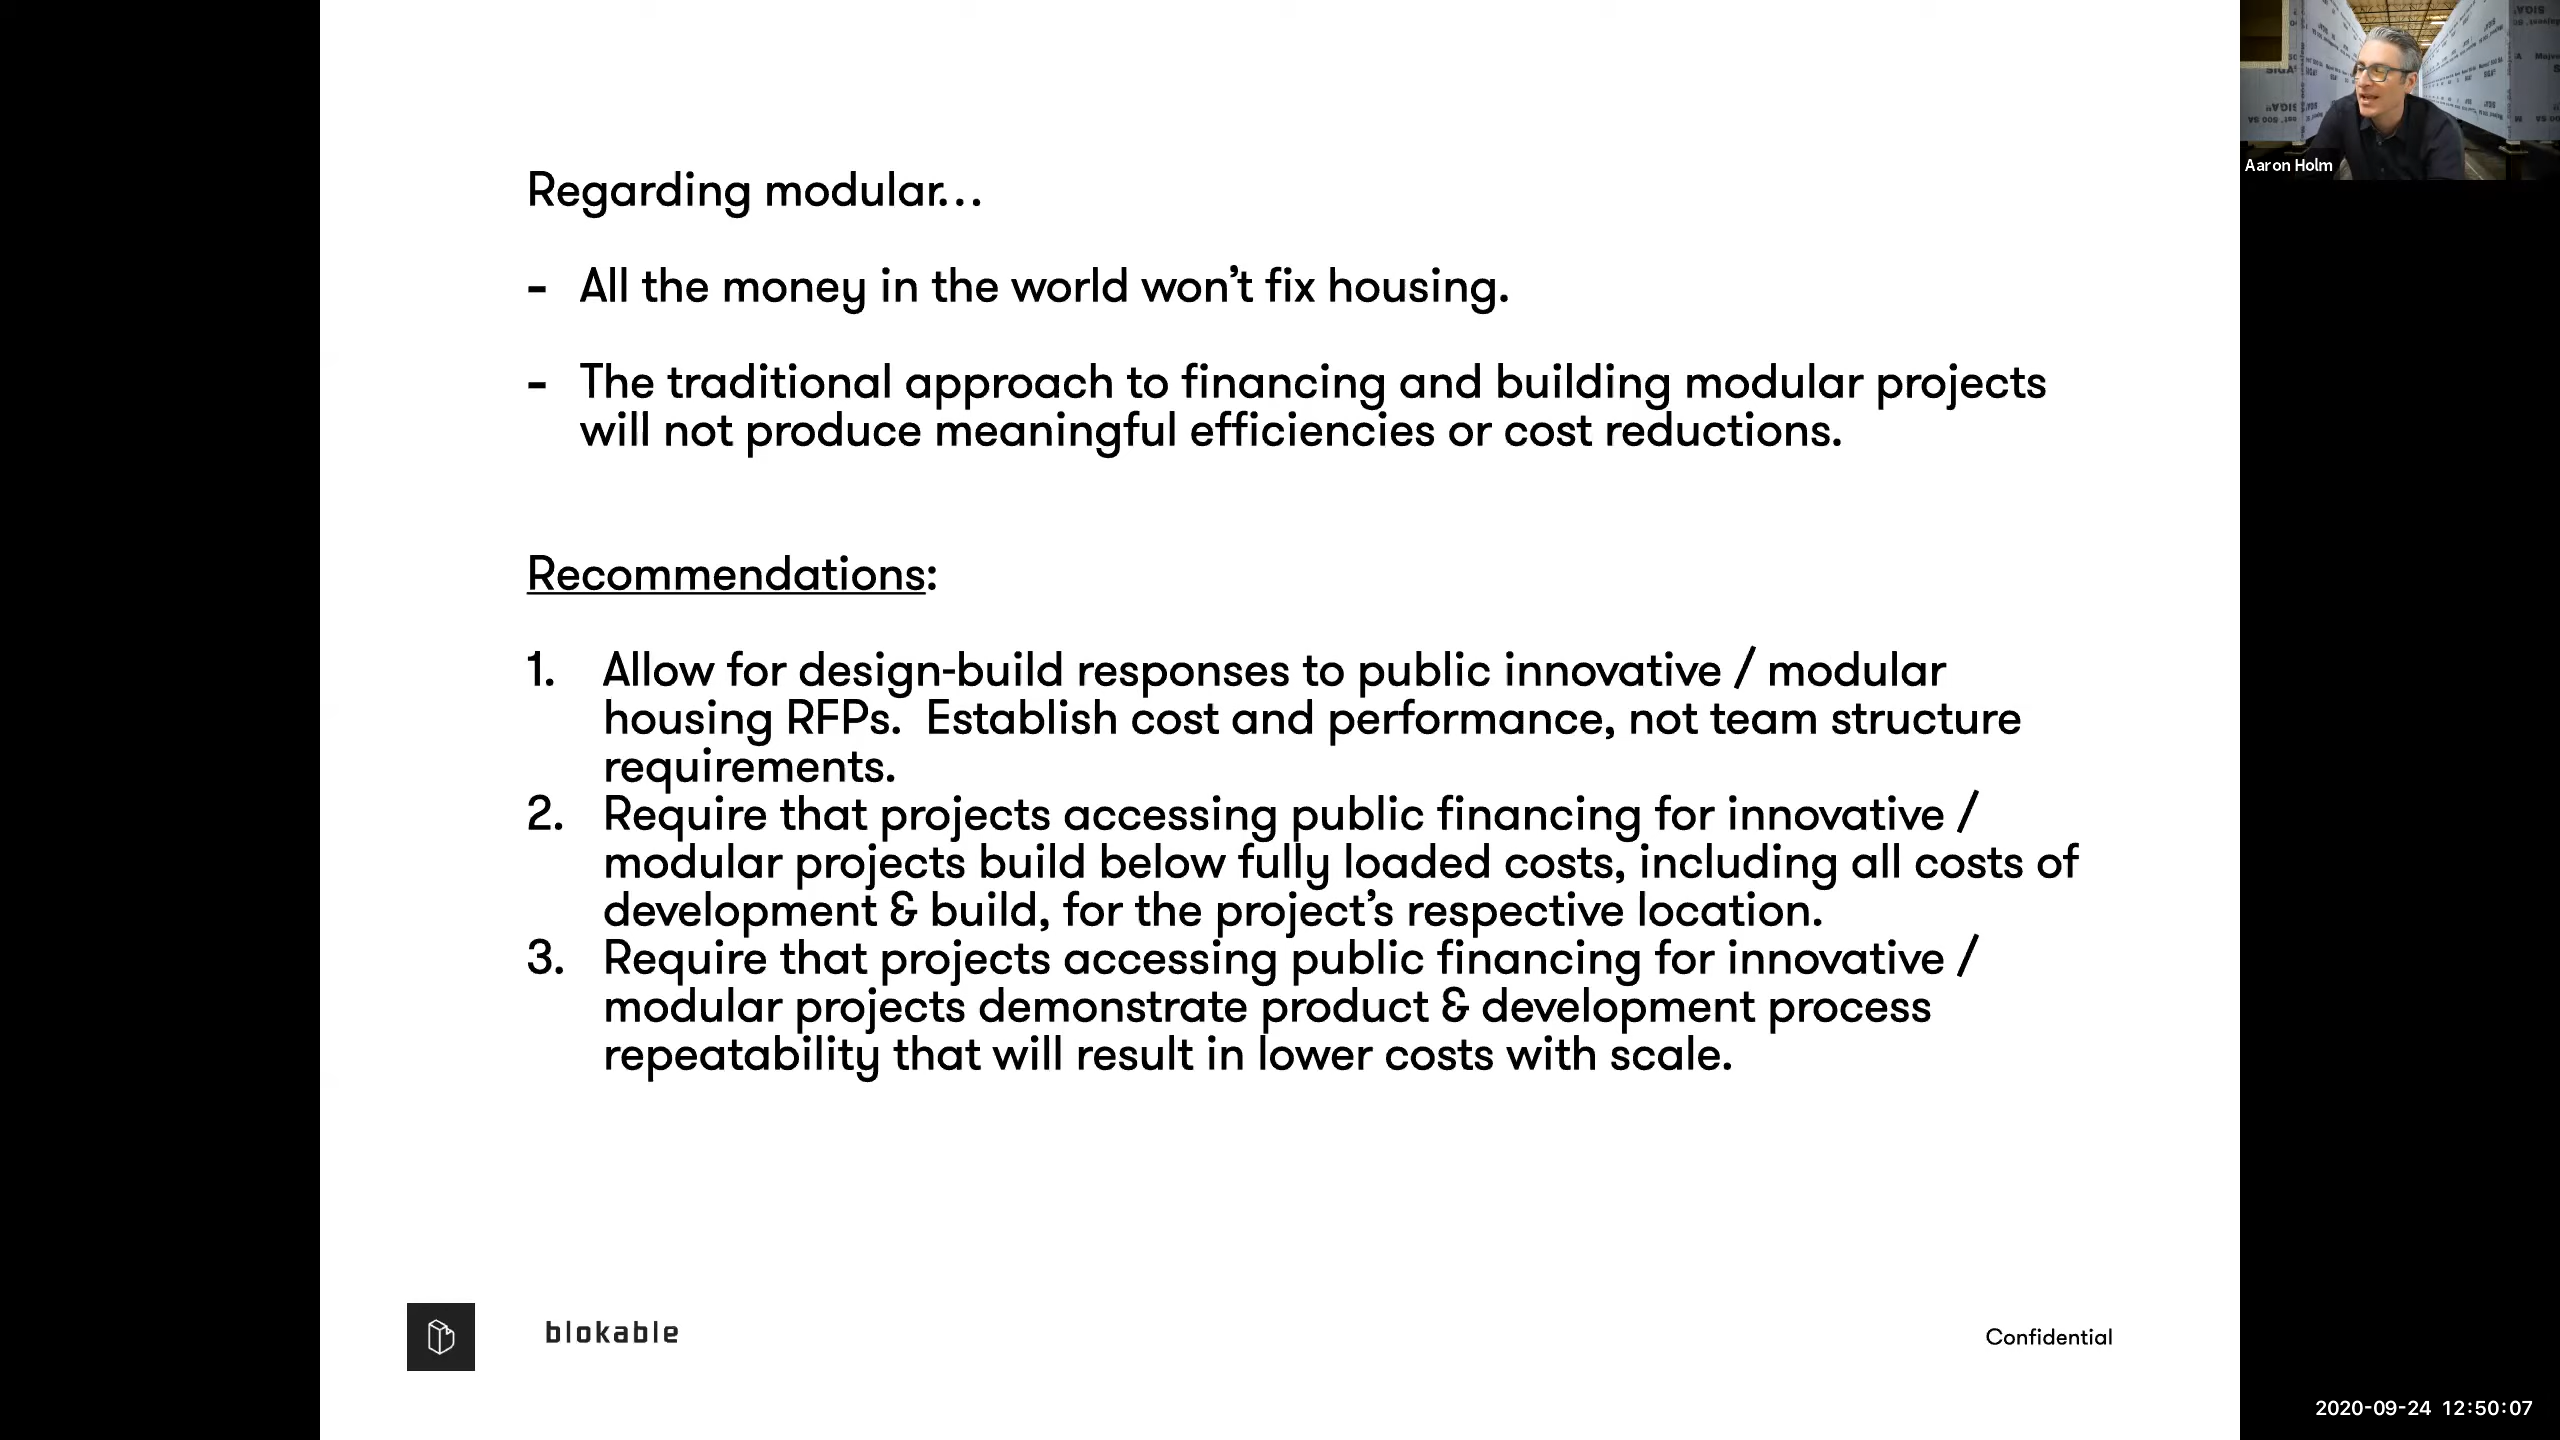 Regarding modular…
- All the money in the world won’t fix housing.
- The traditional approach to financing and building modular projects
will not produce meaningful efficiencies or cost reductions.
Recommendations:
1. Allow for design-build responses to public innovative / modular
housing RFPs.  Establish cost and performance, not team structure
requirements.
2. Require that projects accessing public financing for innovative /
modular projects build below fully loaded costs, including all costs of
development & build, for the project’s respective location.
3. Require that projects accessing public financing for innovative /
modular projects demonstrate product & development process
repeatability that will result in lower costs with scale.
blokable
Confidential
SIGA
Aaron Holm
2020-09-24 12:50:07